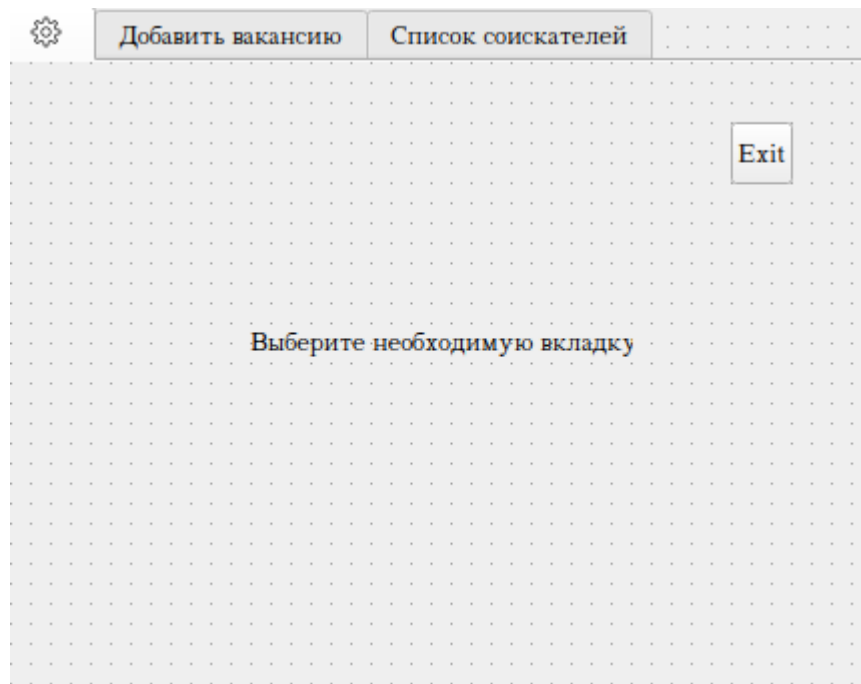 Добавить вакансию Список соискателей
Exit
Выберите необходимую вкладку